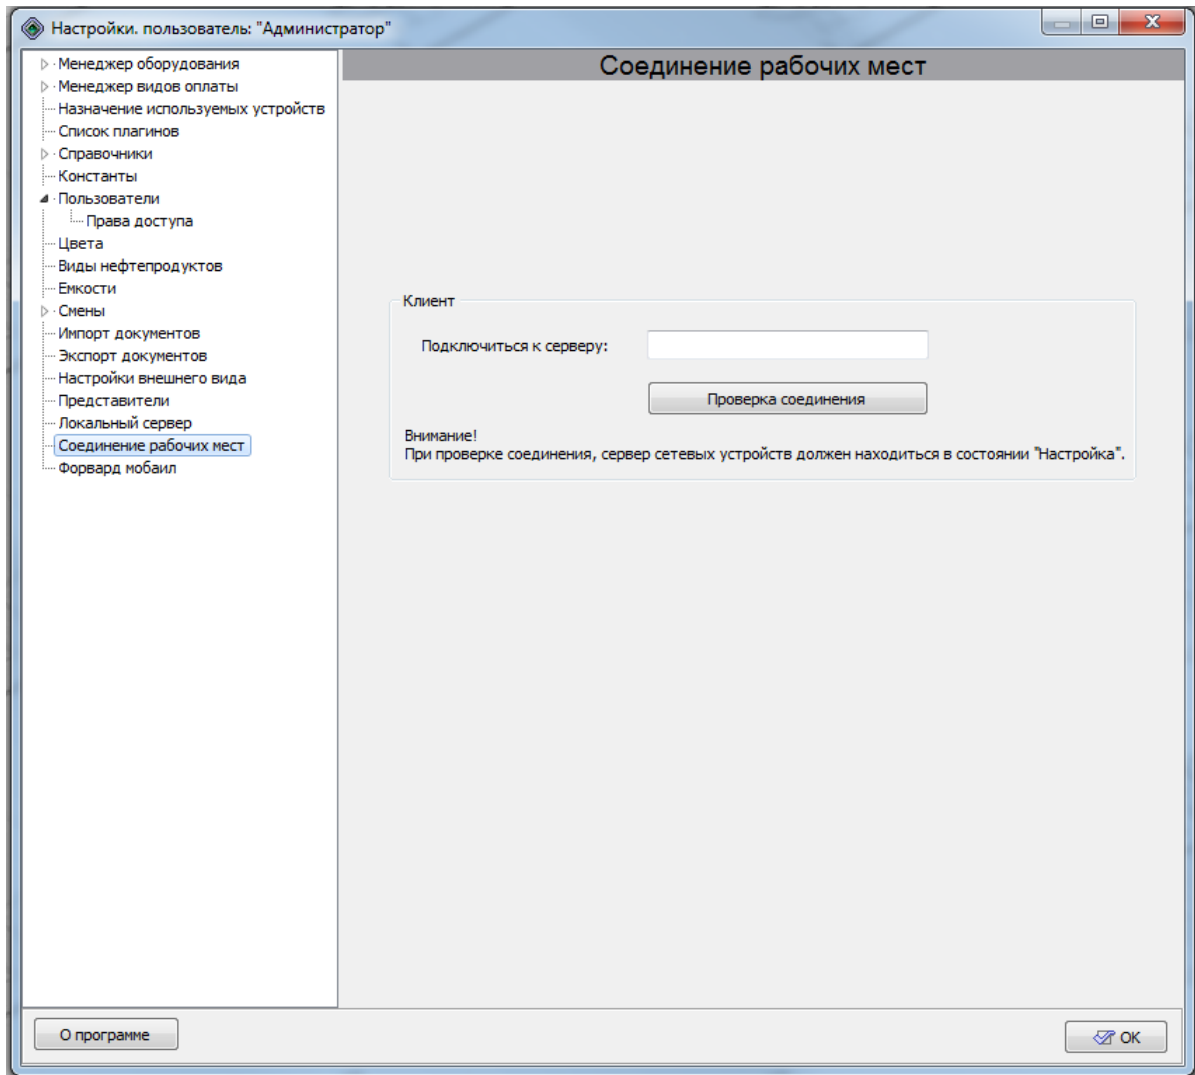 Настройки. пользователь: "Администратор"
Менеджер оборудования
Менеджер видов оплаты
Назначение используемых устройств
Список плагинов
Справочники
Константы
Пользователи
Права доступа
Цвета
Виды нефтепродуктов
Емкости
Смены
Импорт документов
Экспорт документов
Настройки внешнего вида
Представители
Локальный сервер
Соединение рабочих мест
Форвард мобаил
Соединение рабочих мест
Клиент
Подключиться к серверу:
Проверка соединения
Внимание!
При проверке соединения, сервер сетевых устройств должен находиться в состоянии "Настройка".
О программе
OK